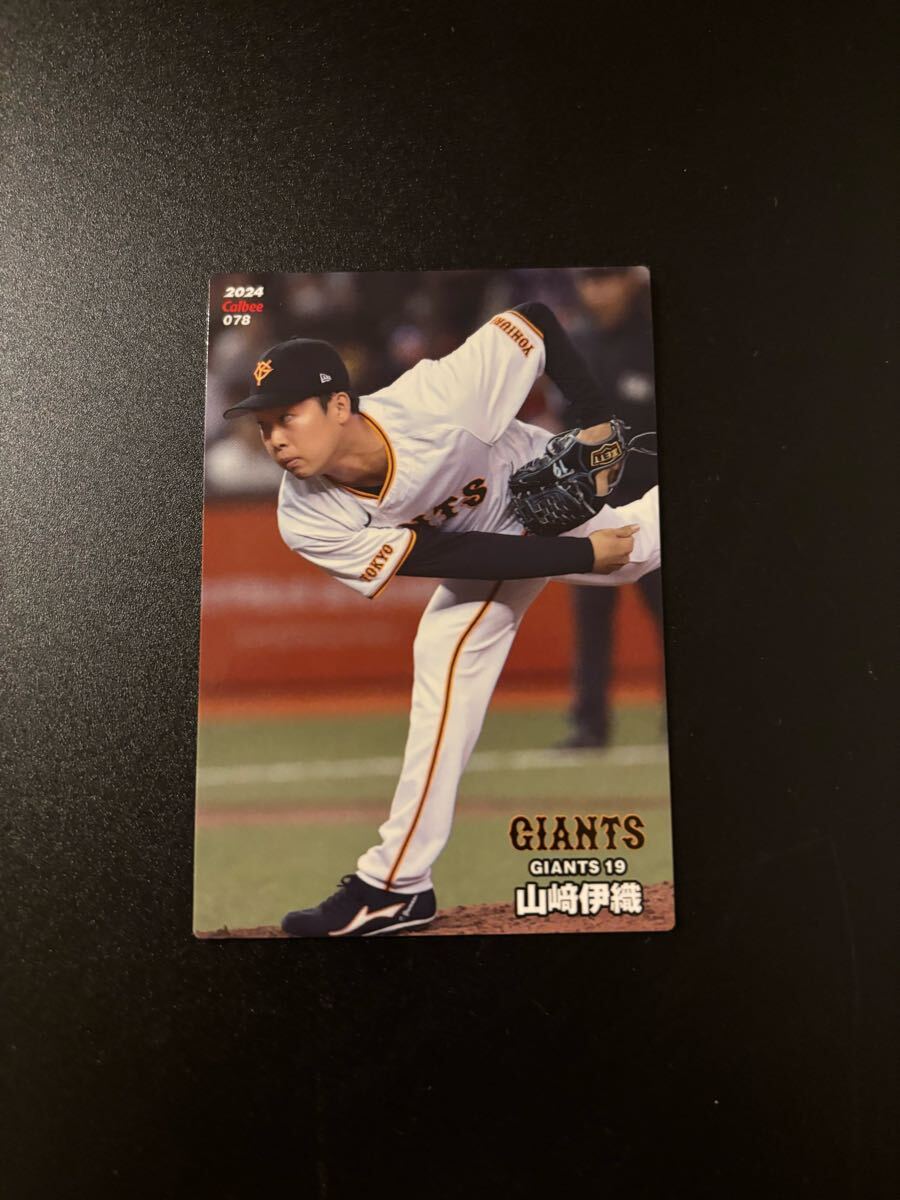 2024
Calbee
078
YOMIURI
TOKYO
GIANTS
GIANTS 19
山﨑伊織